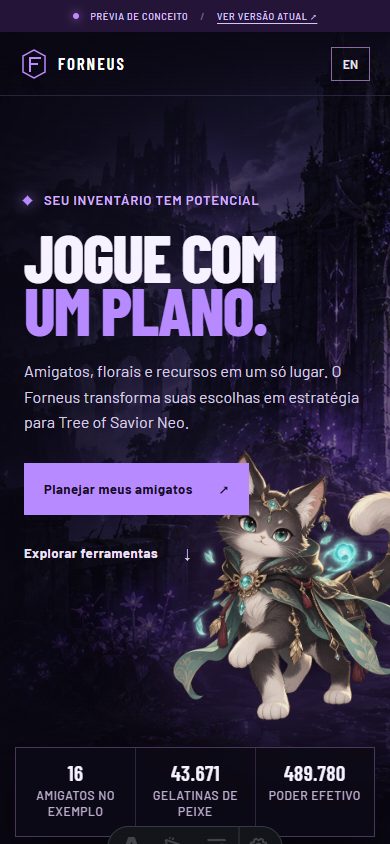 PRÉVIA DE CONCEITO / VER VERSÃO ATUAL ↗
FORNEUS
EN
SEU INVENTÁRIO TEM POTENCIAL
JOGUE COM
UM PLANO.
Amigatos, florais e recursos em um só lugar. O
Forneus transforma suas escolhas em estratégia
para Tree of Savior Neo.
Planejar meus amigatos ↗
Explorar ferramentas ↓
16
AMIGATOS NO
EXEMPLO
43.671
GELATINAS DE
PEIXE
489.780
PODER EFETIVO